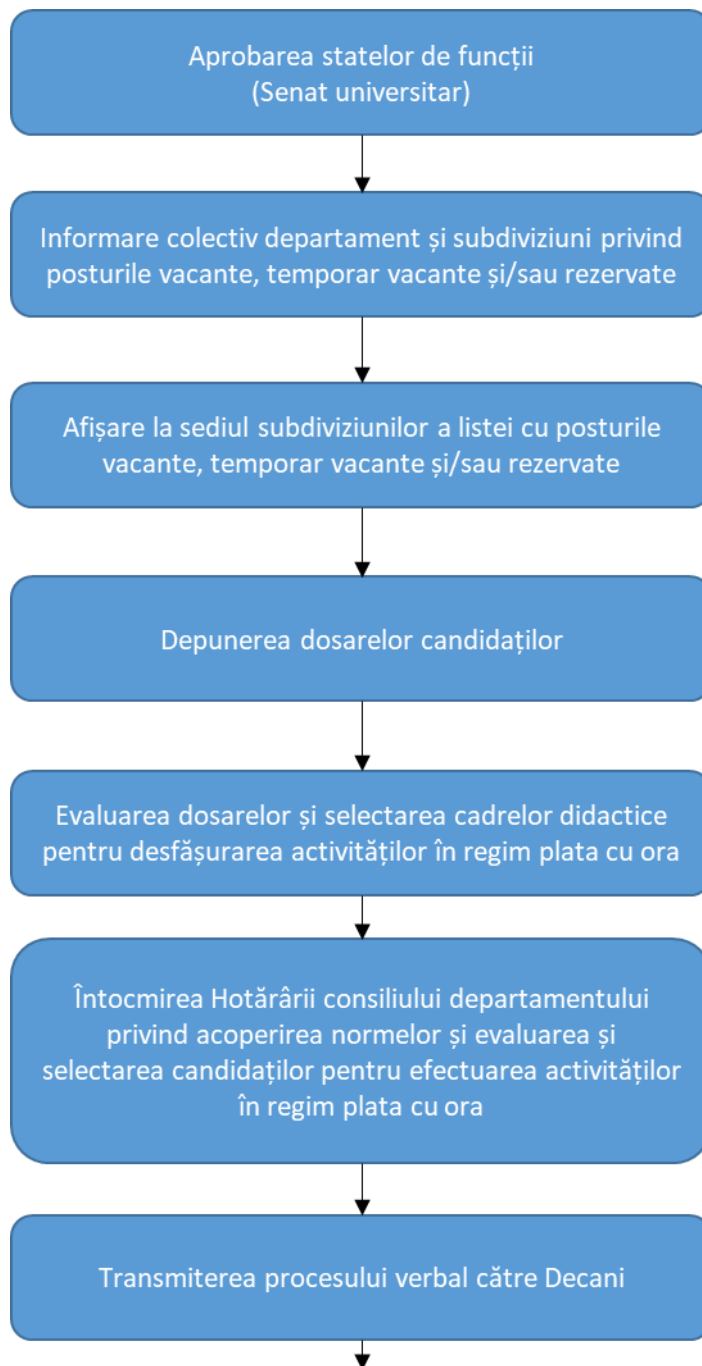 Aprobarea statelor de funcții
(Senat universitar)
Informare colectiv departament și subdiviziuni privind
posturile vacante, temporar vacante și/sau rezervate
Afișare la sediul subdiviziunilor a listei cu posturile
vacante, temporar vacante și/sau rezervate
Depunerea dosarelor candidaților
Evaluarea dosarelor și selectarea cadrelor didactice
pentru desfășurarea activităților în regim plata cu ora
Întocmirea Hotărârii consiliului departamentului
privind acoperirea normelor și evaluarea și
selectarea candidaților pentru efectuarea activităților
în regim plata cu ora
Transmiterea procesului verbal către Decani